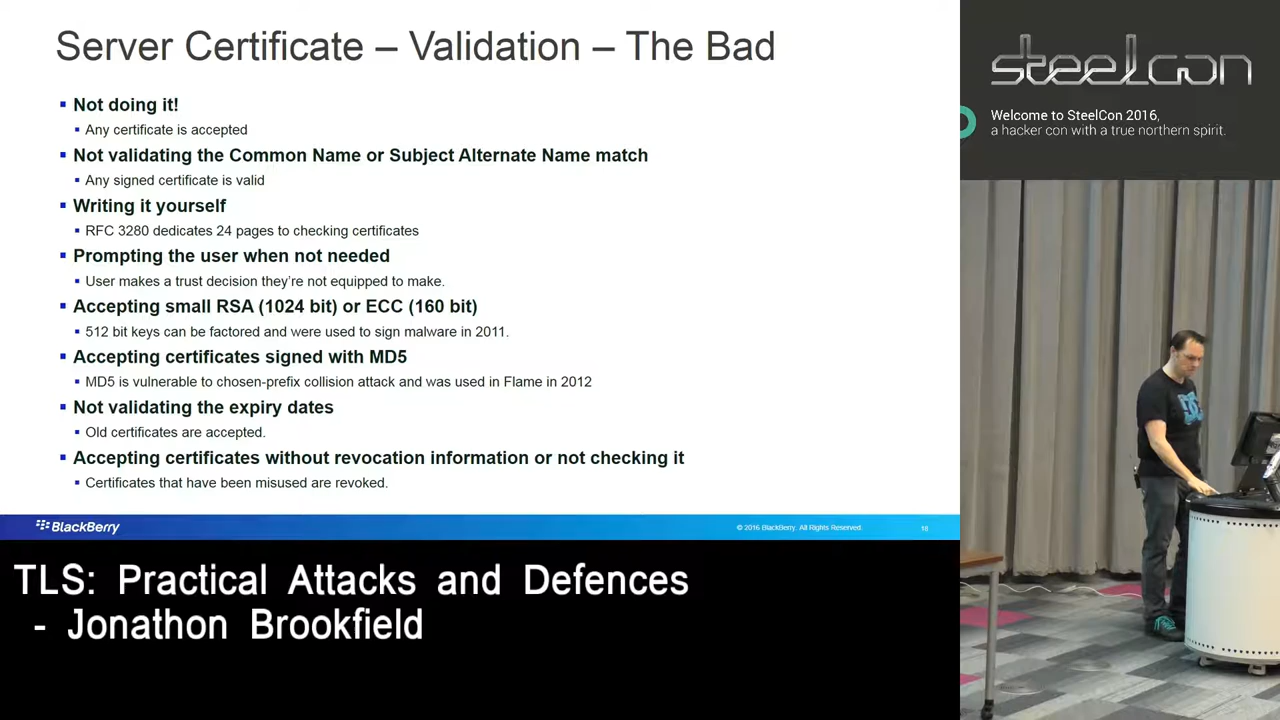 Server Certificate – Validation – The Bad
Not doing it!
Any certificate is accepted
Not validating the Common Name or Subject Alternate Name match
Any signed certificate is valid
Writing it yourself
RFC 3280 dedicates 24 pages to checking certificates
Prompting the user when not needed
User makes a trust decision they're not equipped to make.
Accepting small RSA (1024 bit) or ECC (160 bit)
512 bit keys can be factored and were used to sign malware in 2011.
Accepting certificates signed with MD5
MD5 is vulnerable to chosen-prefix collision attack and was used in Flame in 2012
Not validating the expiry dates
Old certificates are accepted.
Accepting certificates without revocation information or not checking it
Certificates that have been misused are revoked.
BlackBerry
© 2016 BlackBerry. All Rights Reserved.
18
steelcon
Welcome to SteelCon 2016,
a hacker con with a true northern spirit.
TLS: Practical Attacks and Defences
- Jonathon Brookfield